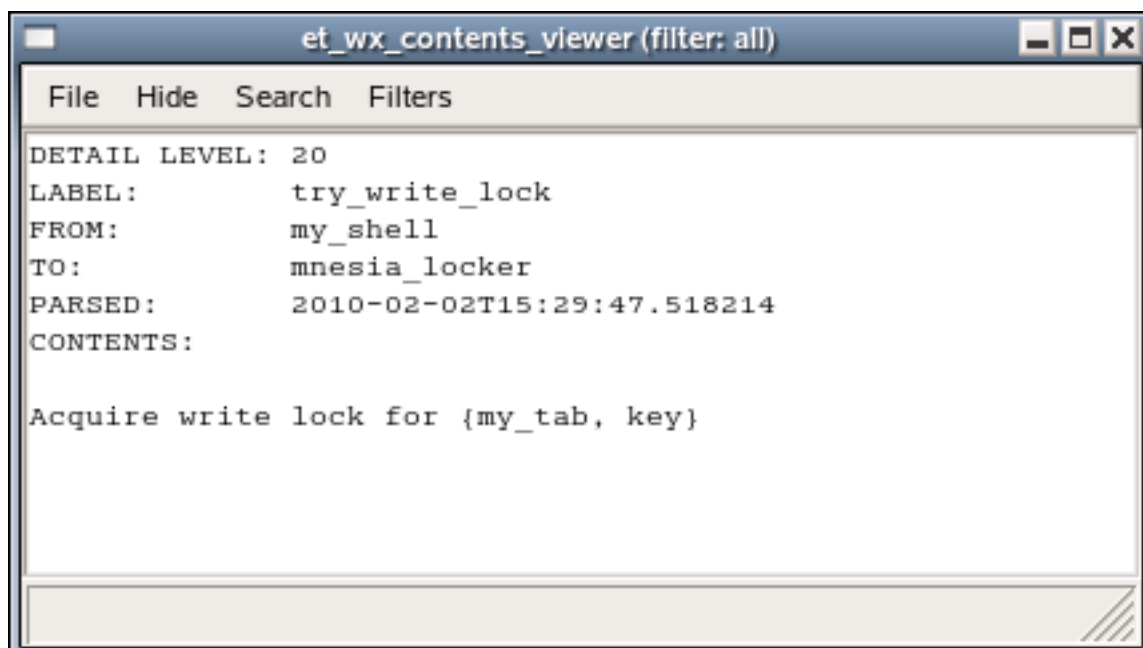 et_wx_contents_viewer (filter: all)
File Hide Search Filters
DETAIL LEVEL: 20
LABEL: try_write_lock
FROM: my_shell
TO: mnesia_locker
PARSED: 2010-02-02T15:29:47.518214
CONTENTS:
Acquire write lock for {my_tab, key}